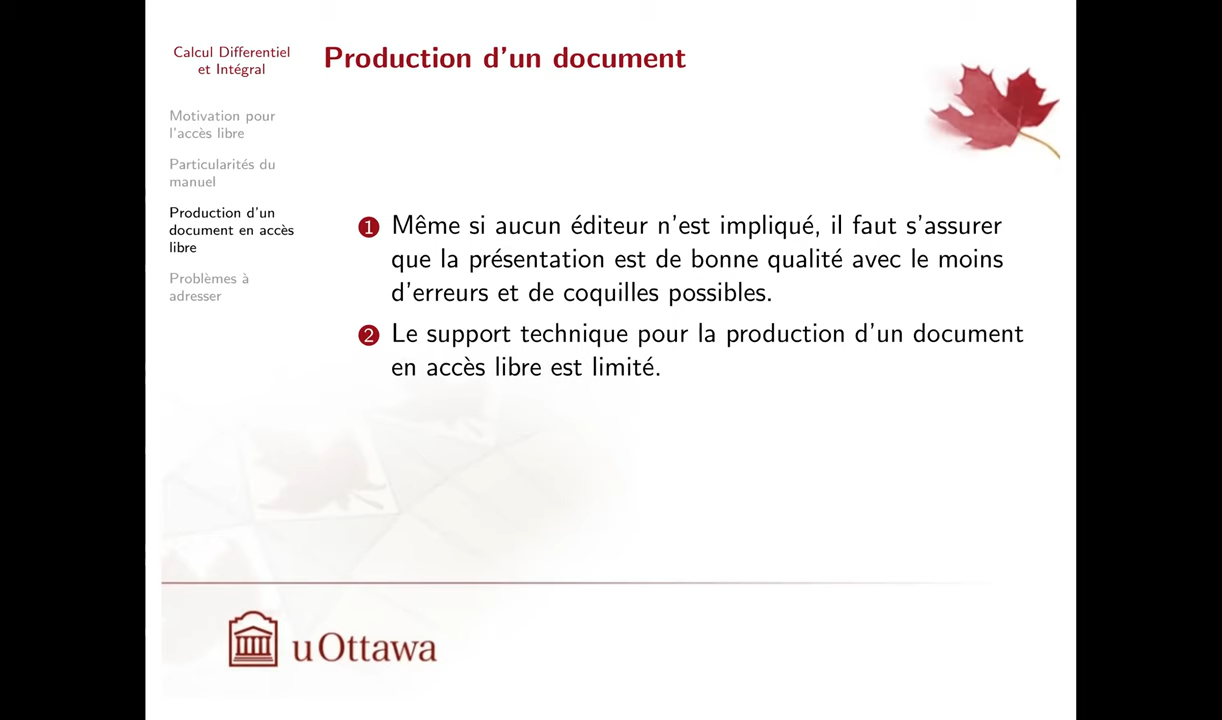 Calcul Differentiel
et Intégral
Motivation pour
l'accès libre
Particularités du
manuel
Production d'un
document en accès
libre
Problèmes à
adresser
Production d'un document
1 Même si aucun éditeur n'est impliqué, il faut s'assurer
que la présentation est de bonne qualité avec le moins
d'erreurs et de coquilles possibles.
2 Le support technique pour la production d'un document
en accès libre est limité.
uOttawa